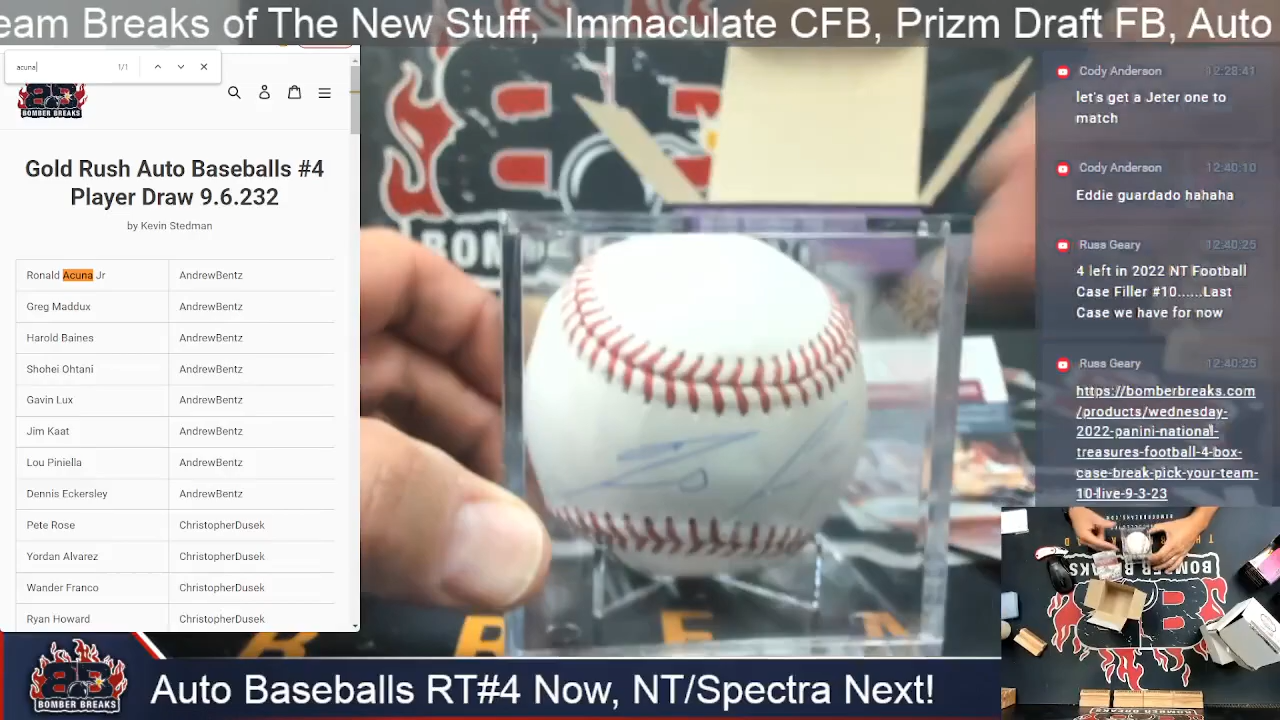 eam Breaks of The New Stuff, Immaculate CFB, Prizm Draft FB, Auto
acuna
1/1
BOMBER BREAKS
Gold Rush Auto Baseballs #4
Player Draw 9.6.232
by Kevin Stedman
Ronald Acuna Jr AndrewBentz
Greg Maddux AndrewBentz
Harold Baines AndrewBentz
Shohei Ohtani AndrewBentz
Gavin Lux AndrewBentz
Jim Kaat AndrewBentz
Lou Piniella AndrewBentz
Dennis Eckersley AndrewBentz
Pete Rose ChristopherDusek
Yordan Alvarez ChristopherDusek
Wander Franco ChristopherDusek
Ryan Howard ChristopherDusek
Cody Anderson 12:28:41
let's get a Jeter one to
match
Cody Anderson 12:40:10
Eddie guardado hahaha
Russ Geary 12:40:25
4 left in 2022 NT Football
Case Filler #10......Last
Case we have for now
Russ Geary 12:40:25
https://bomberbreaks.com
/products/wednesday-
2022-panini-national-
treasures-football-4-box-
case-break-pick-your-team-
10-live-9-3-23
BOMBER BREAKS
BOMBER BREAKS
Auto Baseballs RT#4 Now, NT/Spectra Next!